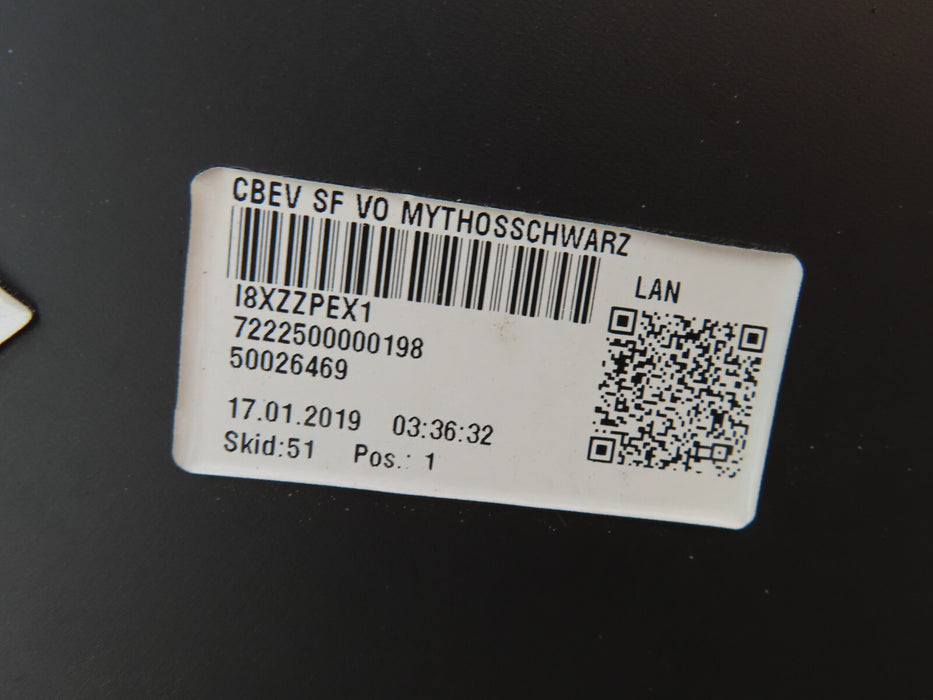 CBEV SF VO MYTHOSSCHWARZ
LAN
I8XZZPEX1
7222500000198
50026469
17.01.2019 03:36:32
Skid:51 Pos.: 1